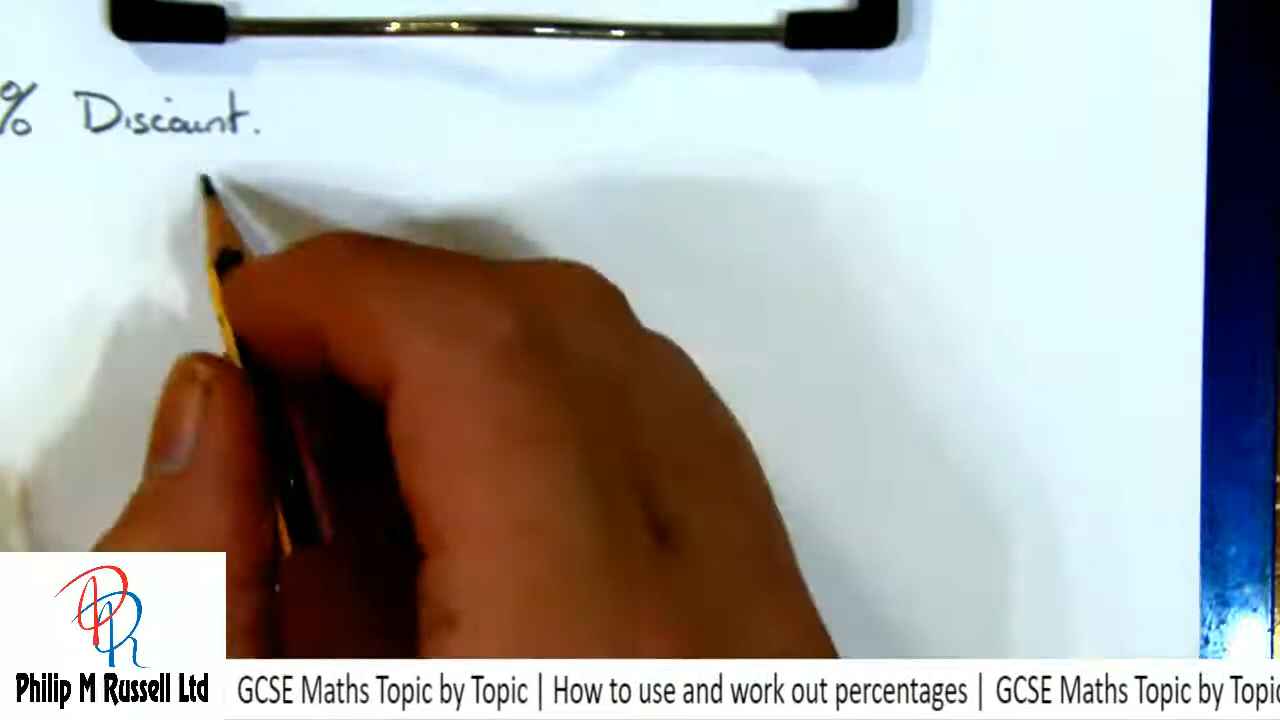 % Discount.
PR
Philip M Russell Ltd
GCSE Maths Topic by Topic | How to use and work out percentages | GCSE Maths Topic by Topic